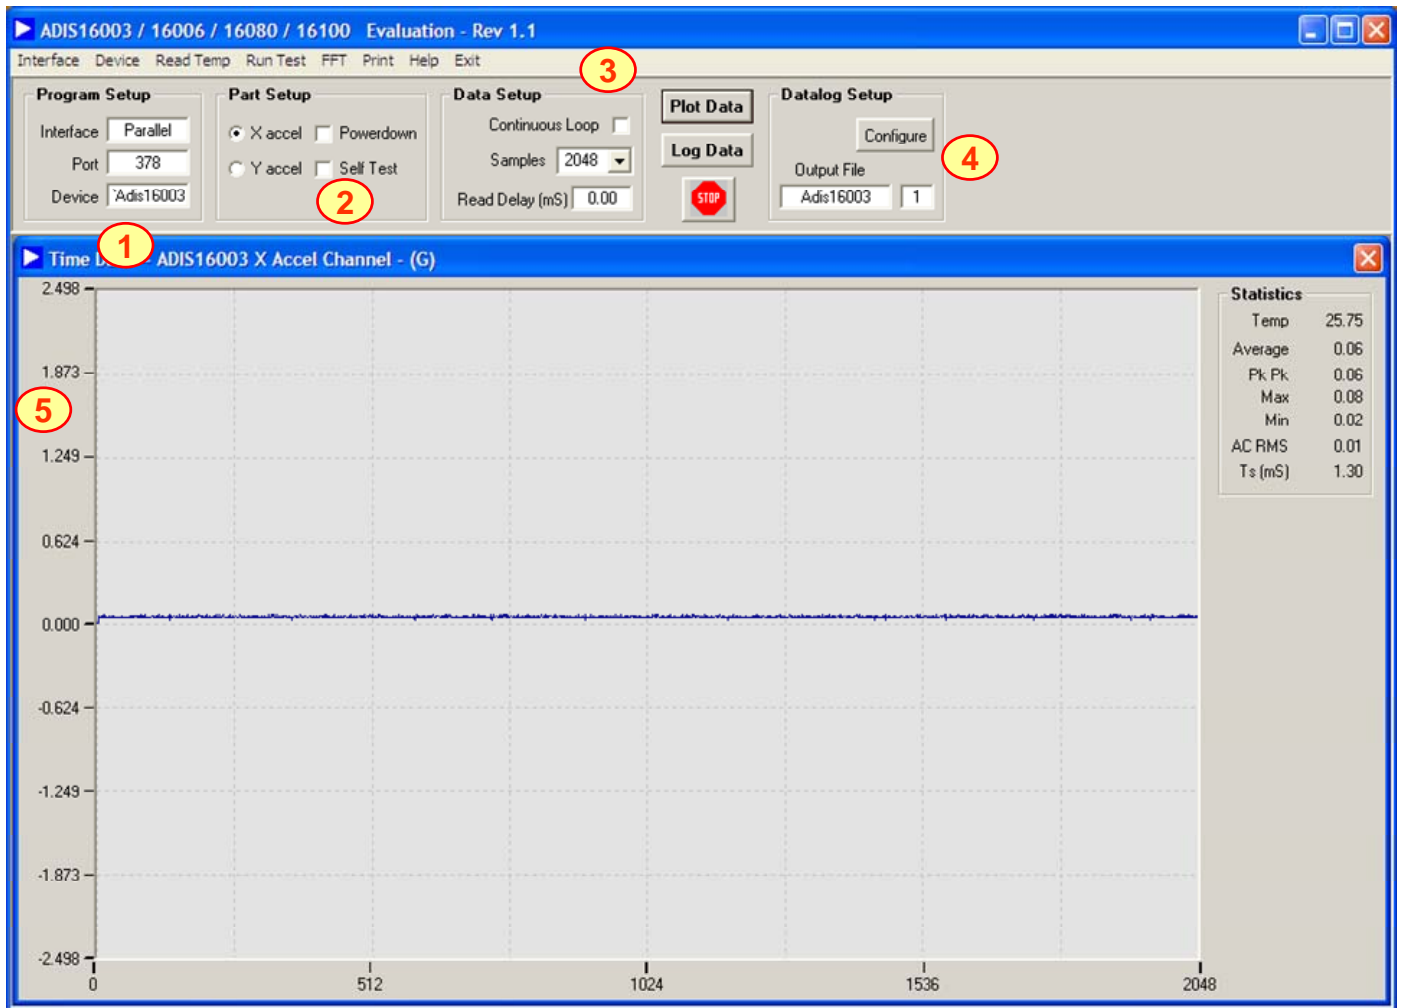 ADIS16003 / 16006 / 16080 / 16100 Evaluation - Rev 1.1
Interface Device Read Temp Run Test FFT Print Help Exit
3
Program Setup
Interface Parallel
Port 378
Device `Adis16003
1
Part Setup
X accel Powerdown
Y accel Self Test
2
Data Setup
Continuous Loop
Samples 2048
Read Delay (mS) 0.00
Plot Data
Log Data
STOP
Datalog Setup
Configure
4
Output File
Adis16003 1
Time D ADIS16003 X Accel Channel - (G)
2.498
1.873
5
1.249
0.624
0.000
-0.624
-1.249
-1.873
-2.498
0 512 1024 1536 2048
Statistics
Temp 25.75
Average 0.06
Pk Pk 0.06
Max 0.08
Min 0.02
AC RMS 0.01
Ts (mS) 1.30